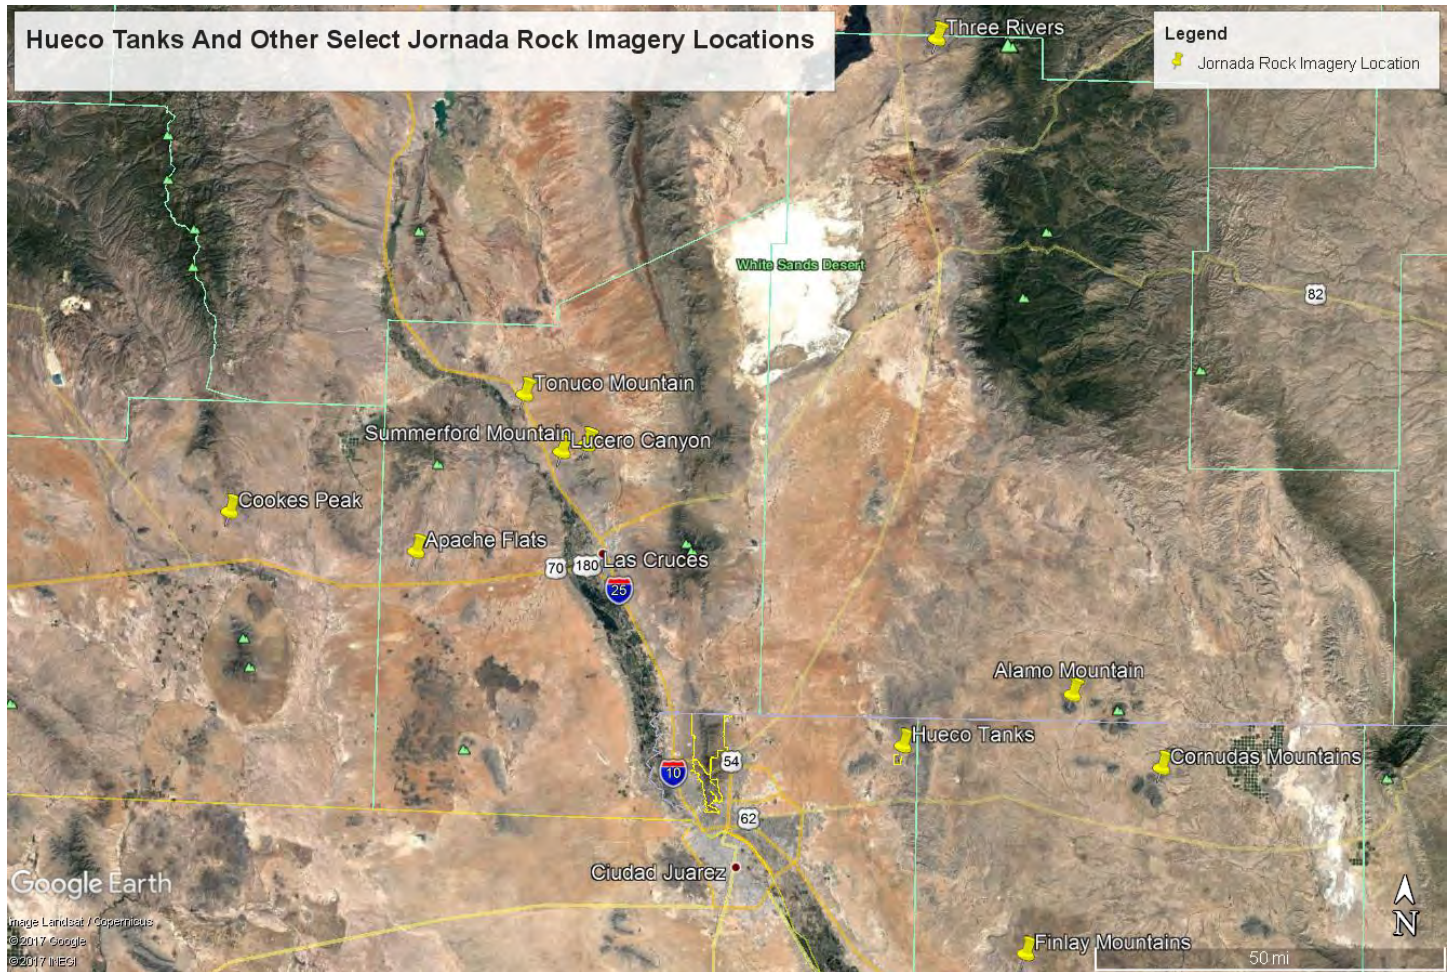 Hueco Tanks And Other Select Jornada Rock Imagery Locations
Three Rivers
Legend
Jornada Rock Imagery Location
White Sands Desert
82
Tonuco Mountain
Summerford Mountain
Lucero Canyon
Cookes Peak
Apache Flats
70
180
Las Cruces
25
Alamo Mountain
Hueco Tanks
Cornudas Mountains
54
10
62
Ciudad Juarez
Google Earth
mage Landsat / Copernicus
© 2017 Google
© 2017 INEGI
N
Finlay Mountains
50 mi